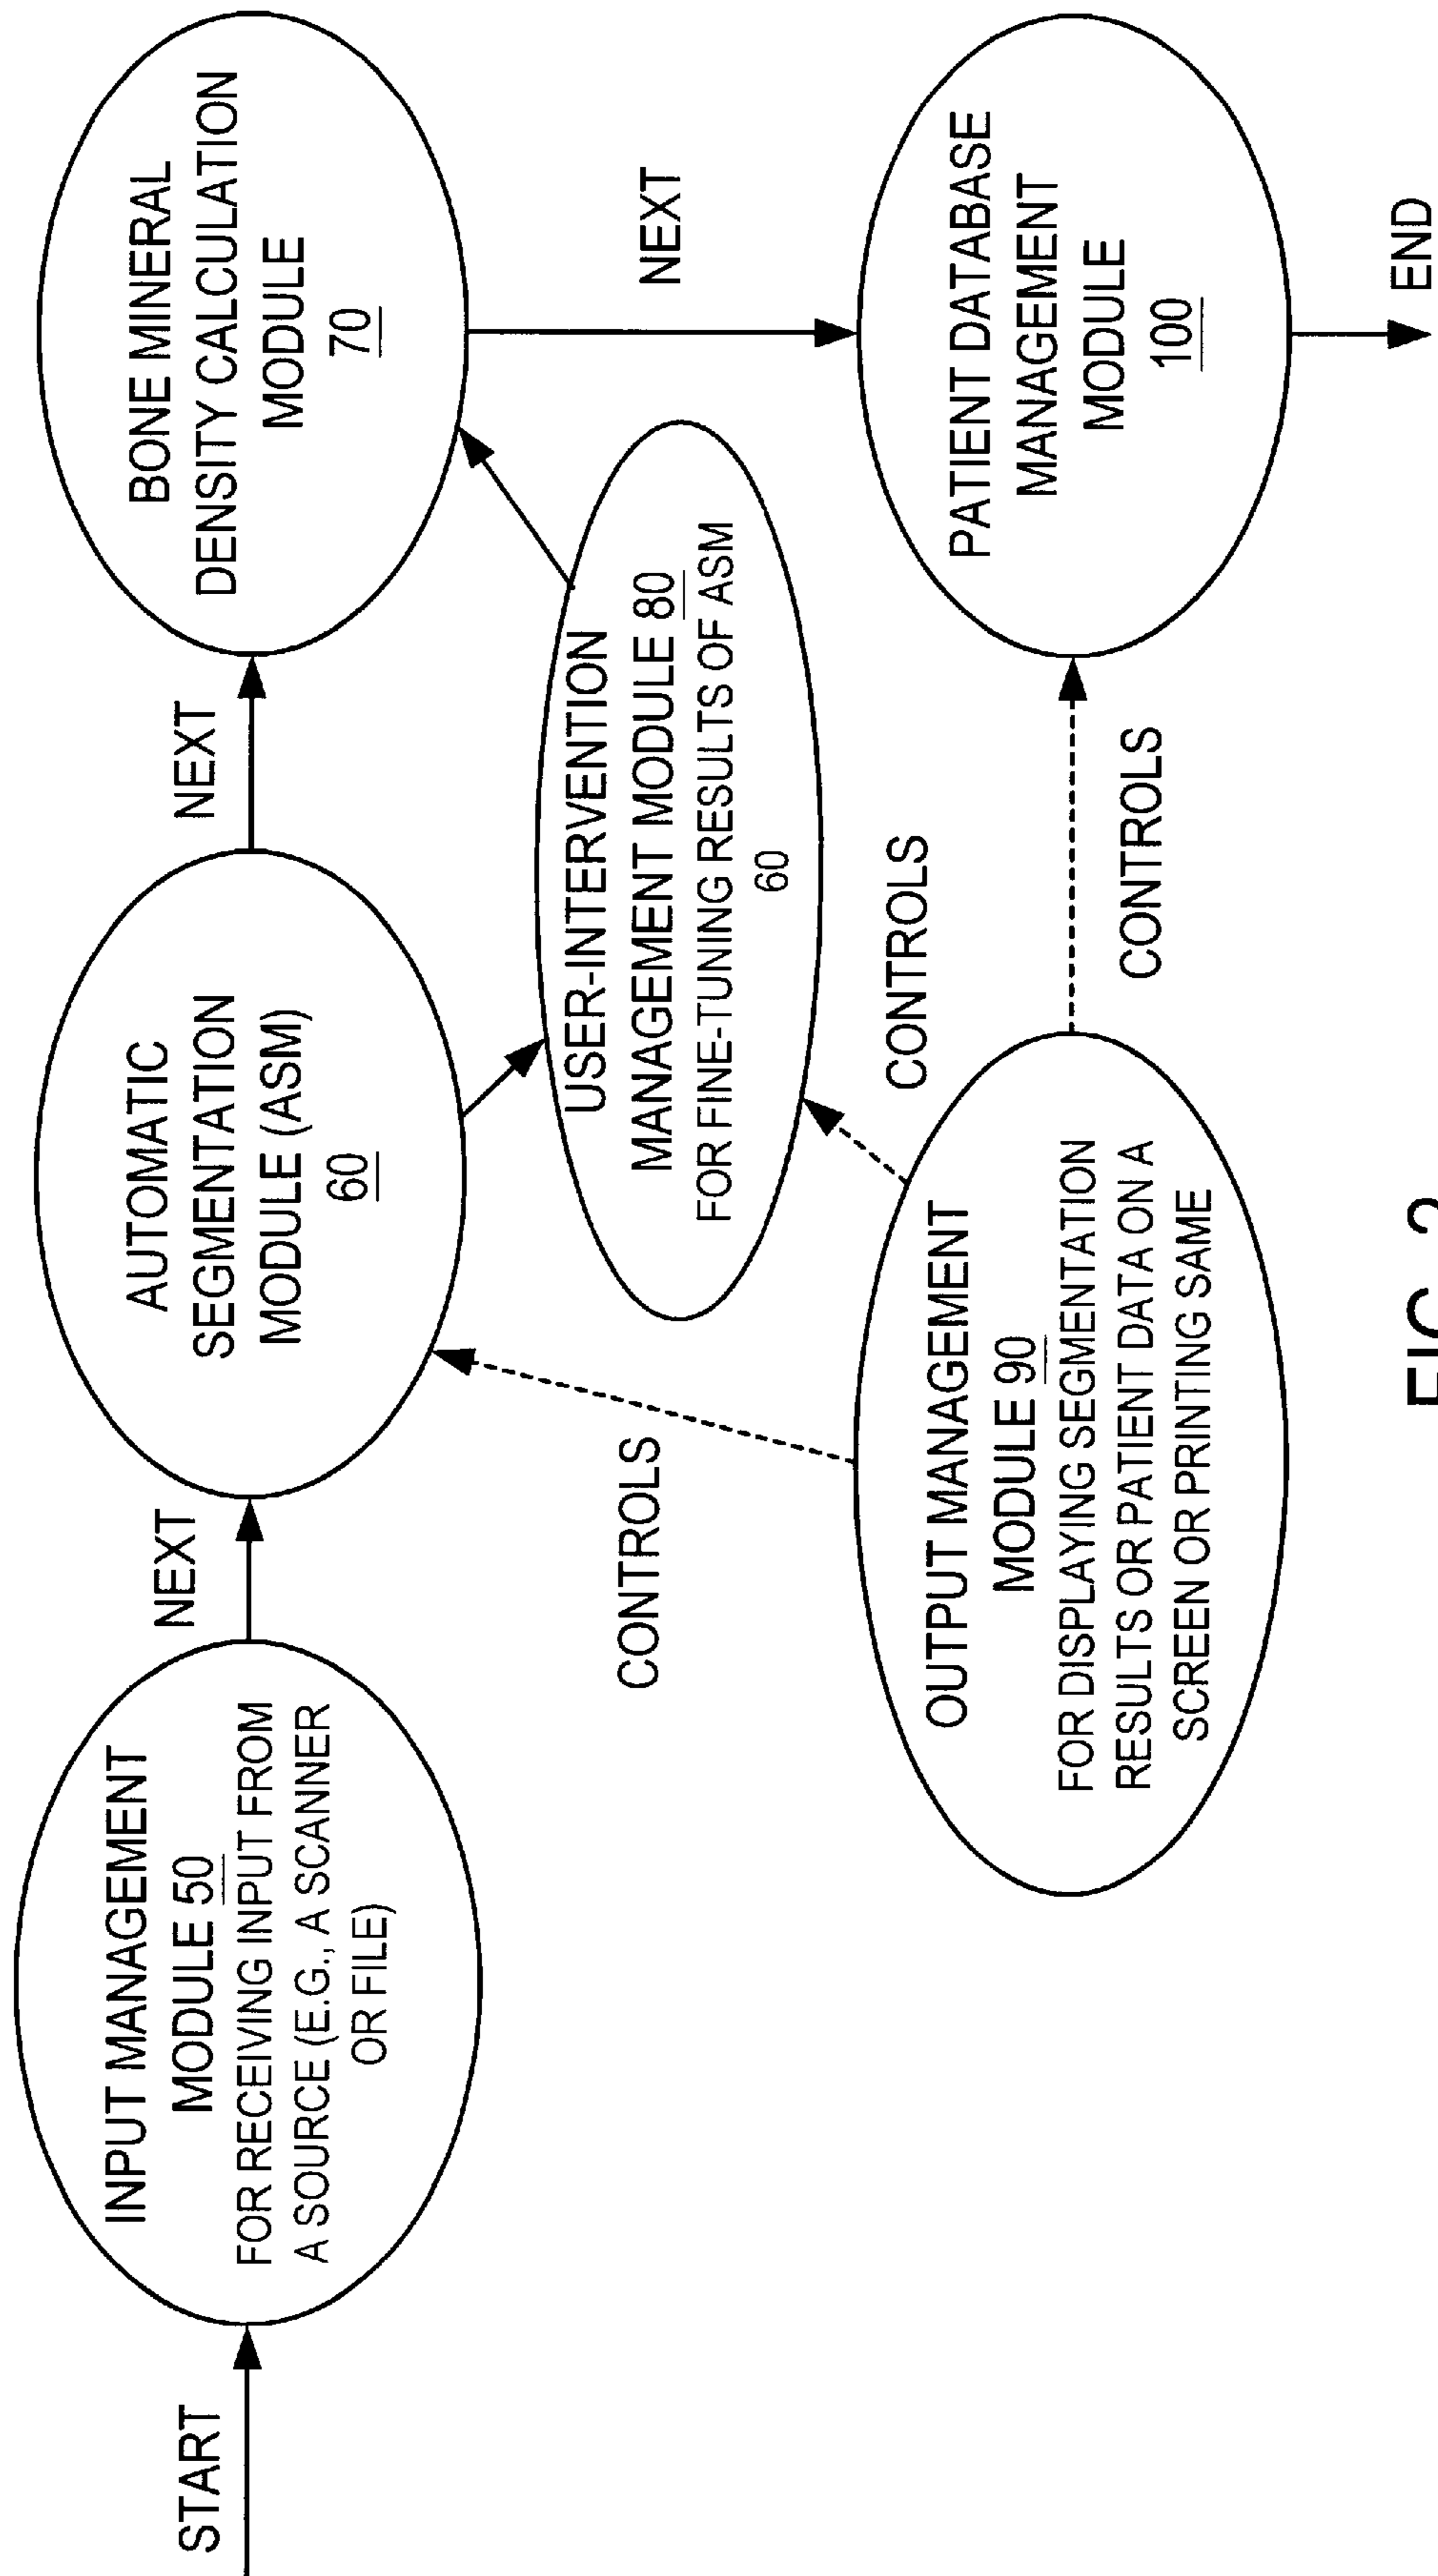 START
INPUT MANAGEMENT
MODULE 50
FOR RECEIVING INPUT FROM
A SOURCE (E.G., A SCANNER
OR FILE)
NEXT
AUTOMATIC
SEGMENTATION
MODULE (ASM)
60
NEXT
BONE MINERAL
DENSITY CALCULATION
MODULE
70
USER-INTERVENTION
MANAGEMENT MODULE 80
FOR FINE-TUNING RESULTS OF ASM
60
NEXT
CONTROLS
CONTROLS
OUTPUT MANAGEMENT
MODULE 90
FOR DISPLAYING SEGMENTATION
RESULTS OR PATIENT DATA ON A
SCREEN OR PRINTING SAME
CONTROLS
PATIENT DATABASE
MANAGEMENT
MODULE
100
END